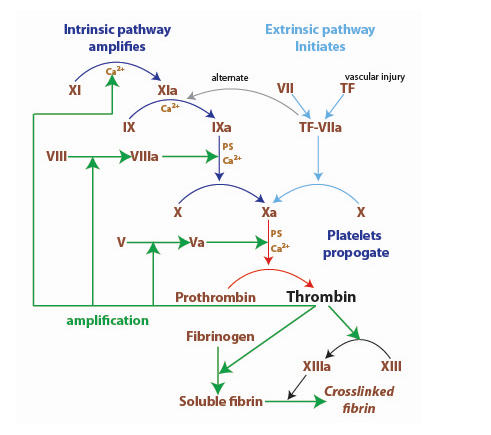 Intrinsic pathway
amplifies
Extrinsic pathway
Initiates
Ca2+
XI
XIa
alternate
VII
vascular injury
TF
Ca2+
IX
IXa
TF-VIIa
VIII
VIIIa
PS
Ca2+
X
Xa
X
V
Va
PS
Ca2+
Platelets
propogate
Prothrombin
Thrombin
amplification
Fibrinogen
XIIIa
XIII
Soluble fibrin
Crosslinked
fibrin